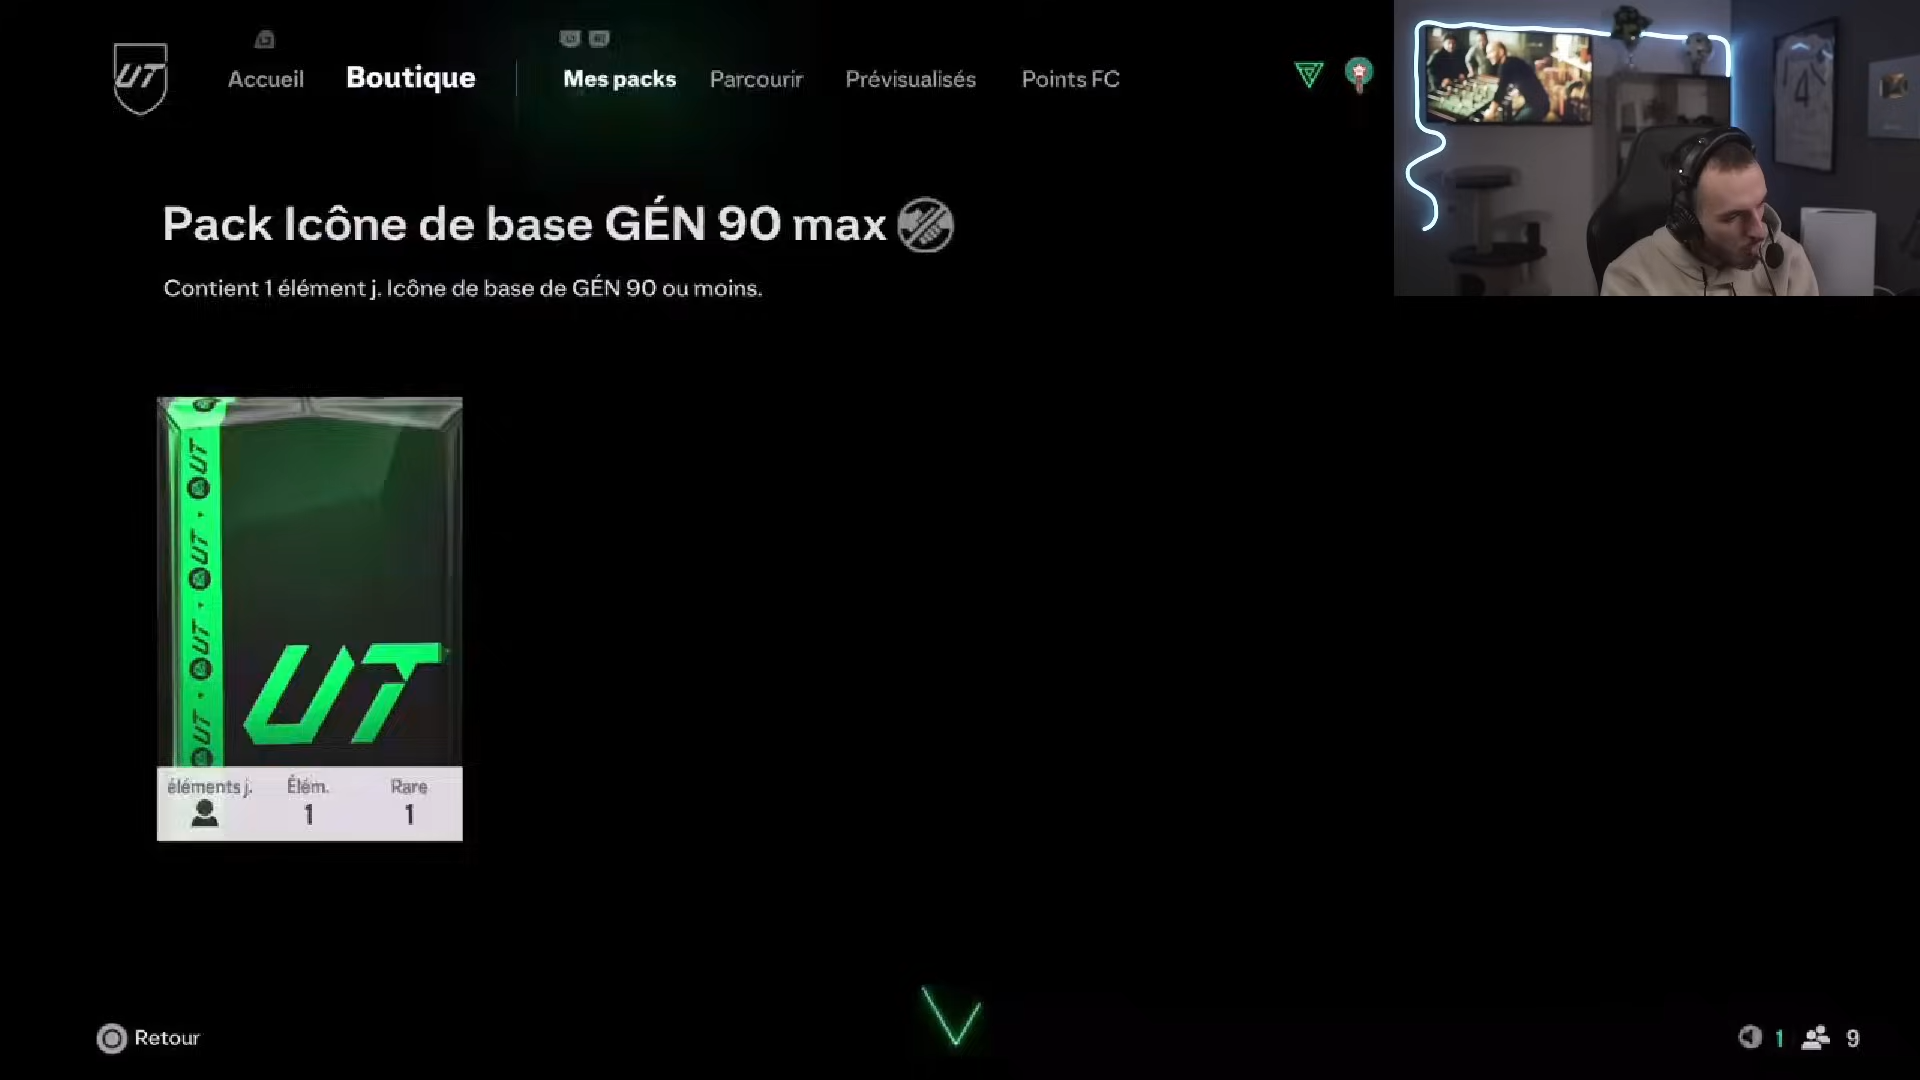 UT
Accueil
Boutique
Mes packs
Parcourir
Prévisualisés
Points FC
Pack Icône de base GÉN 90 max
Contient 1 élément j. Icône de base de GÉN 90 ou moins.
UT
UT
UT
UT
UT
éléments j. Élém. Rare
1 1
Retour
1 9
4